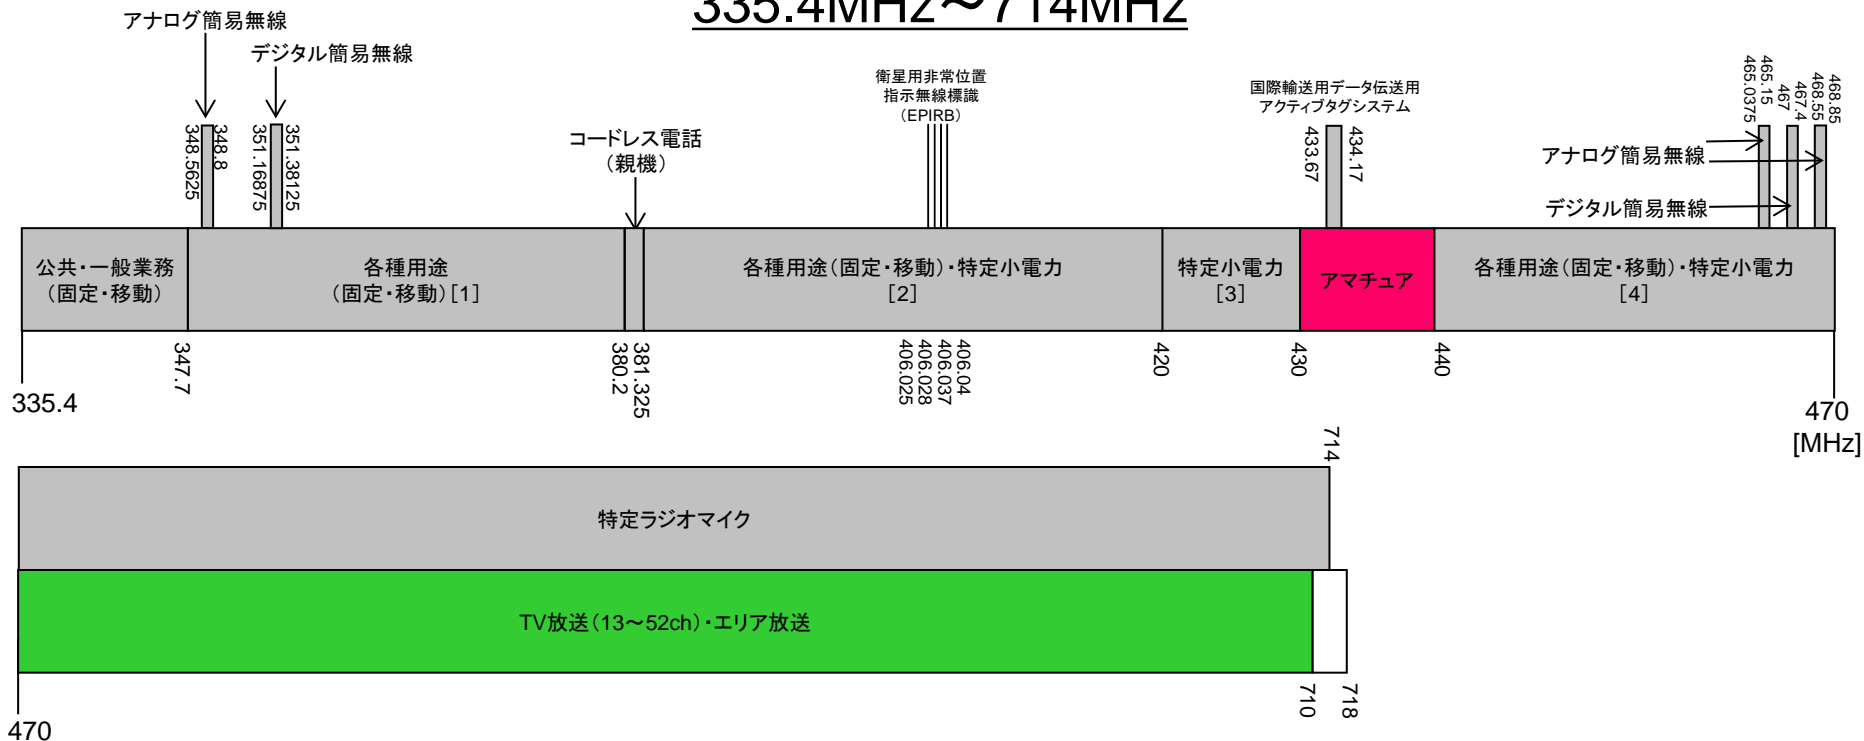 335.4MHz～714MHz
アナログ簡易無線
デジタル簡易無線
348.5625
348.8
351.16875
351.38125
コードレス電話
（親機）
衛星用非常位置
指示無線標識
（EPIRB）
国際輸送用データ伝送用
アクティブタグシステム
433.67
434.17
465.0375
465.15
467
467.4
468.55
468.85
アナログ簡易無線
デジタル簡易無線
公共・一般業務
（固定・移動）
各種用途
（固定・移動）[1]
各種用途（固定・移動）・特定小電力
[2]
特定小電力
[3]
アマチュア
各種用途（固定・移動）・特定小電力
[4]
335.4
347.7
380.2
381.325
406.025
406.028
406.037
406.04
420
430
440
470
[MHz]
714
特定ラジオマイク
TV放送（13～52ch）・エリア放送
470
710
718